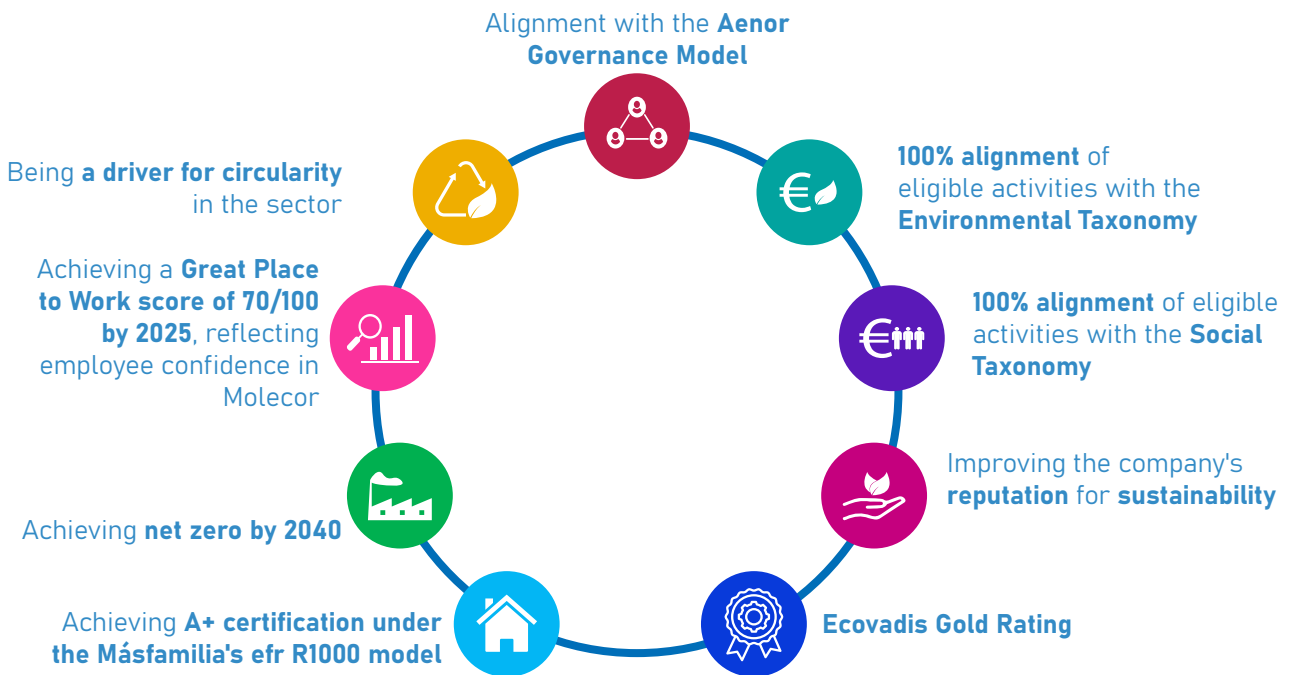 Alignment with the Aenor
Governance Model
100% alignment of
eligible activities with the
Environmental Taxonomy
100% alignment of eligible
activities with the Social
Taxonomy
Improving the company's
reputation for sustainability
Ecovadis Gold Rating
Achieving A+ certification under
the Másfamilia's efr R1000 model
Achieving net zero by 2040
Achieving a Great Place
to Work score of 70/100
by 2025, reflecting
employee confidence in
Molecor
Being a driver for circularity
in the sector